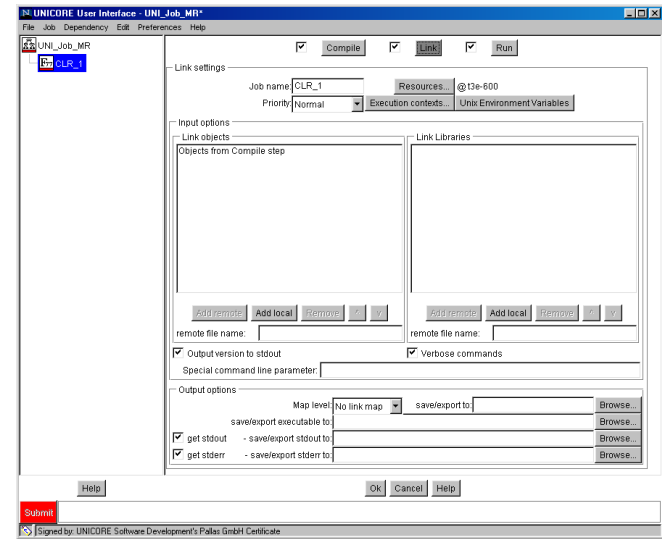 UNICORE User Interface - UNI_Job_MR*
File Job Dependency Edit Preferences Help
UNI_Job_MR
F77 CLR_1
Compile Link Run
Link settings
Job name: CLR_1 Resources... @t3e-600
Priority: Normal Execution contexts... Unix Environment Variables
Input options
Link objects Link Libraries
Objects from Compile step
Add remote Add local Remove ^ v Add remote Add local Remove ^ v
remote file name: remote file name:
Output version to stdout Verbose commands
Special command line parameter:
Output options
Map level: No link map save/export to: Browse...
save/export executable to: Browse...
get stdout - save/export stdout to: Browse...
get stderr - save/export stderr to: Browse...
Help Ok Cancel Help
Submit
Signed by: UNICORE Software Development's Pallas GmbH Certificate